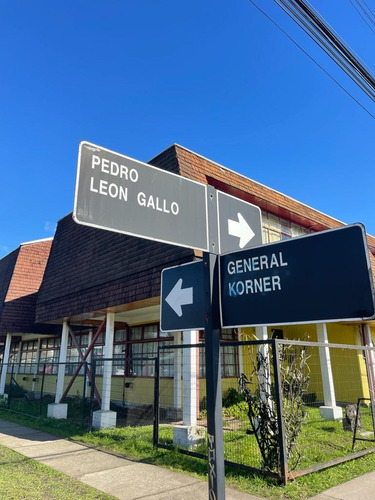 PEDRO
LEON GALLO
GENERAL
KORNER